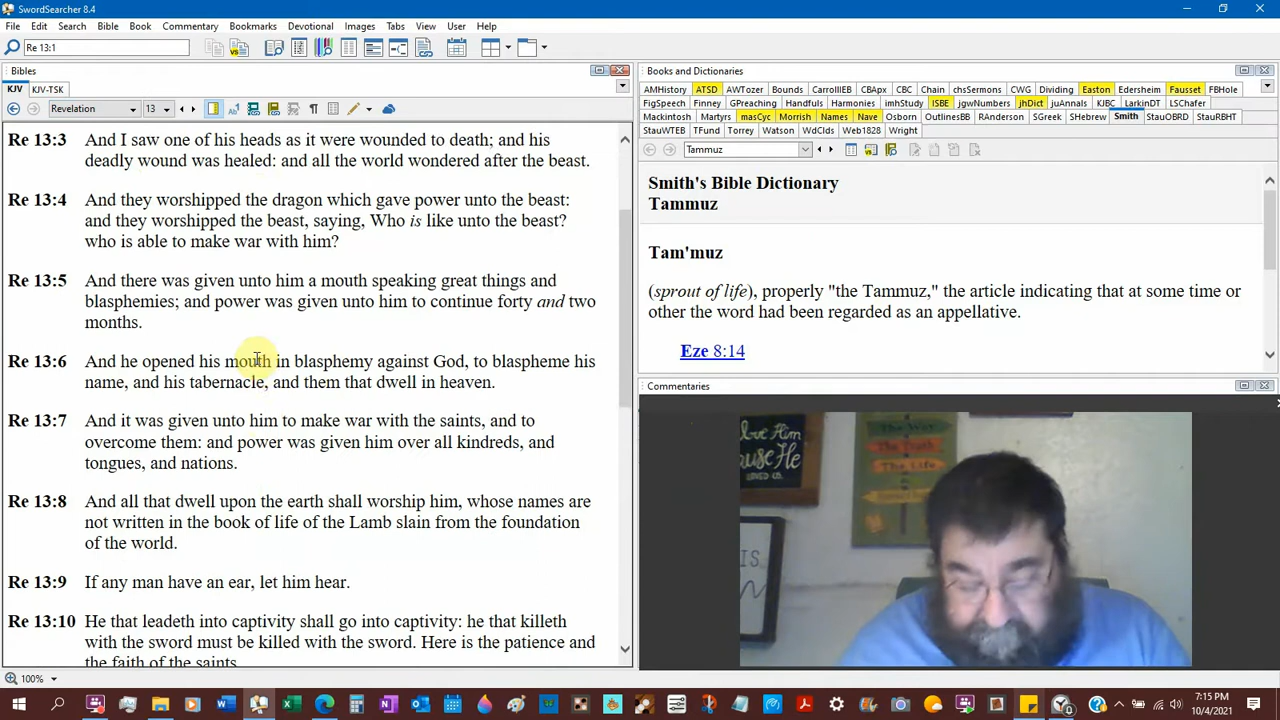 SwordSearcher 8.4
File Edit Search Bible Book Commentary Bookmarks Devotional Images Tabs View User Help
Re 13:1
Bibles
KJV KJV-TSK
Revelation 13
Re 13:3 And I saw one of his heads as it were wounded to death; and his
deadly wound was healed: and all the world wondered after the beast.
Re 13:4 And they worshipped the dragon which gave power unto the beast:
and they worshipped the beast, saying, Who is like unto the beast?
who is able to make war with him?
Re 13:5 And there was given unto him a mouth speaking great things and
blasphemies; and power was given unto him to continue forty and two
months.
Re 13:6 And he opened his mouth in blasphemy against God, to blaspheme his
name, and his tabernacle, and them that dwell in heaven.
Re 13:7 And it was given unto him to make war with the saints, and to
overcome them: and power was given him over all kindreds, and
tongues, and nations.
Re 13:8 And all that dwell upon the earth shall worship him, whose names are
not written in the book of life of the Lamb slain from the foundation
of the world.
Re 13:9 If any man have an ear, let him hear.
Re 13:10 He that leadeth into captivity shall go into captivity: he that killeth
with the sword must be killed with the sword. Here is the patience and
the faith of the saints.
100%
Books and Dictionaries
AMHistory ATSD AWTozer Bounds CarrollEIB CBApx CBC Chain chsSermons CWG Dividing Easton Edersheim Fausset FBHole
FigSpeech Finney GPreaching Handfuls Harmonies imhStudy ISBE jgwNumbers jhDict juAnnals KJBC LarkinDT LSChafer
Mackintosh Martyrs masCyc Morrish Names Nave Osborn OutlinesBB RAnderson SGreek SHebrew Smith StauOBRD StauRBHT
StauWTEB TFund Torrey Watson WdClds Web1828 Wright
Tammuz
Smith's Bible Dictionary
Tammuz
Tam'muz
(sprout of life), properly "the Tammuz," the article indicating that at some time or
other the word had been regarded as an appellative.
Eze 8:14
Commentaries
The Way
The Truth
The Life
7:15 PM
10/4/2021